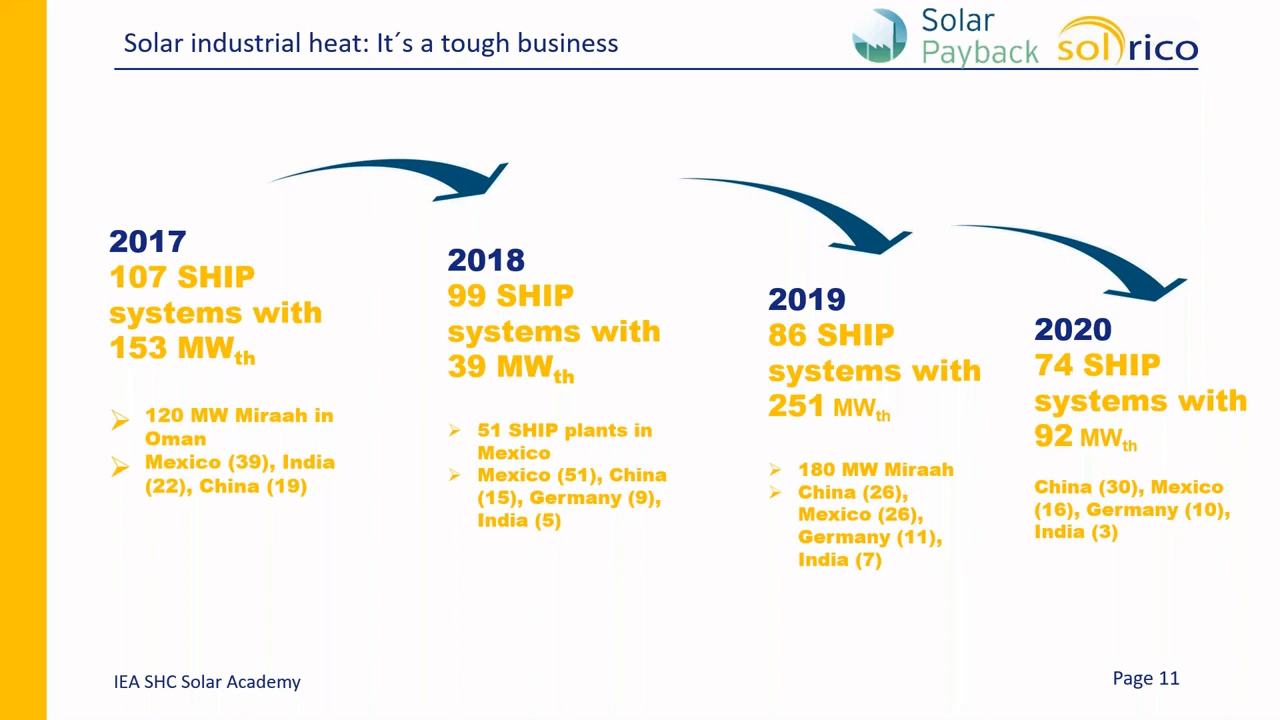 Solar industrial heat: It´s a tough business
Solar
Payback
solrico
2017
107 SHIP
systems with
153 MWth
➢ 120 MW Miraah in
Oman
➢ Mexico (39), India
(22), China (19)
2018
99 SHIP
systems with
39 MWth
➢ 51 SHIP plants in
Mexico
➢ Mexico (51), China
(15), Germany (9),
India (5)
2019
86 SHIP
systems with
251 MWth
➢ 180 MW Miraah
➢ China (26),
Mexico (26),
Germany (11),
India (7)
2020
74 SHIP
systems with
92 MWth
China (30), Mexico
(16), Germany (10),
India (3)
IEA SHC Solar Academy
Page 11